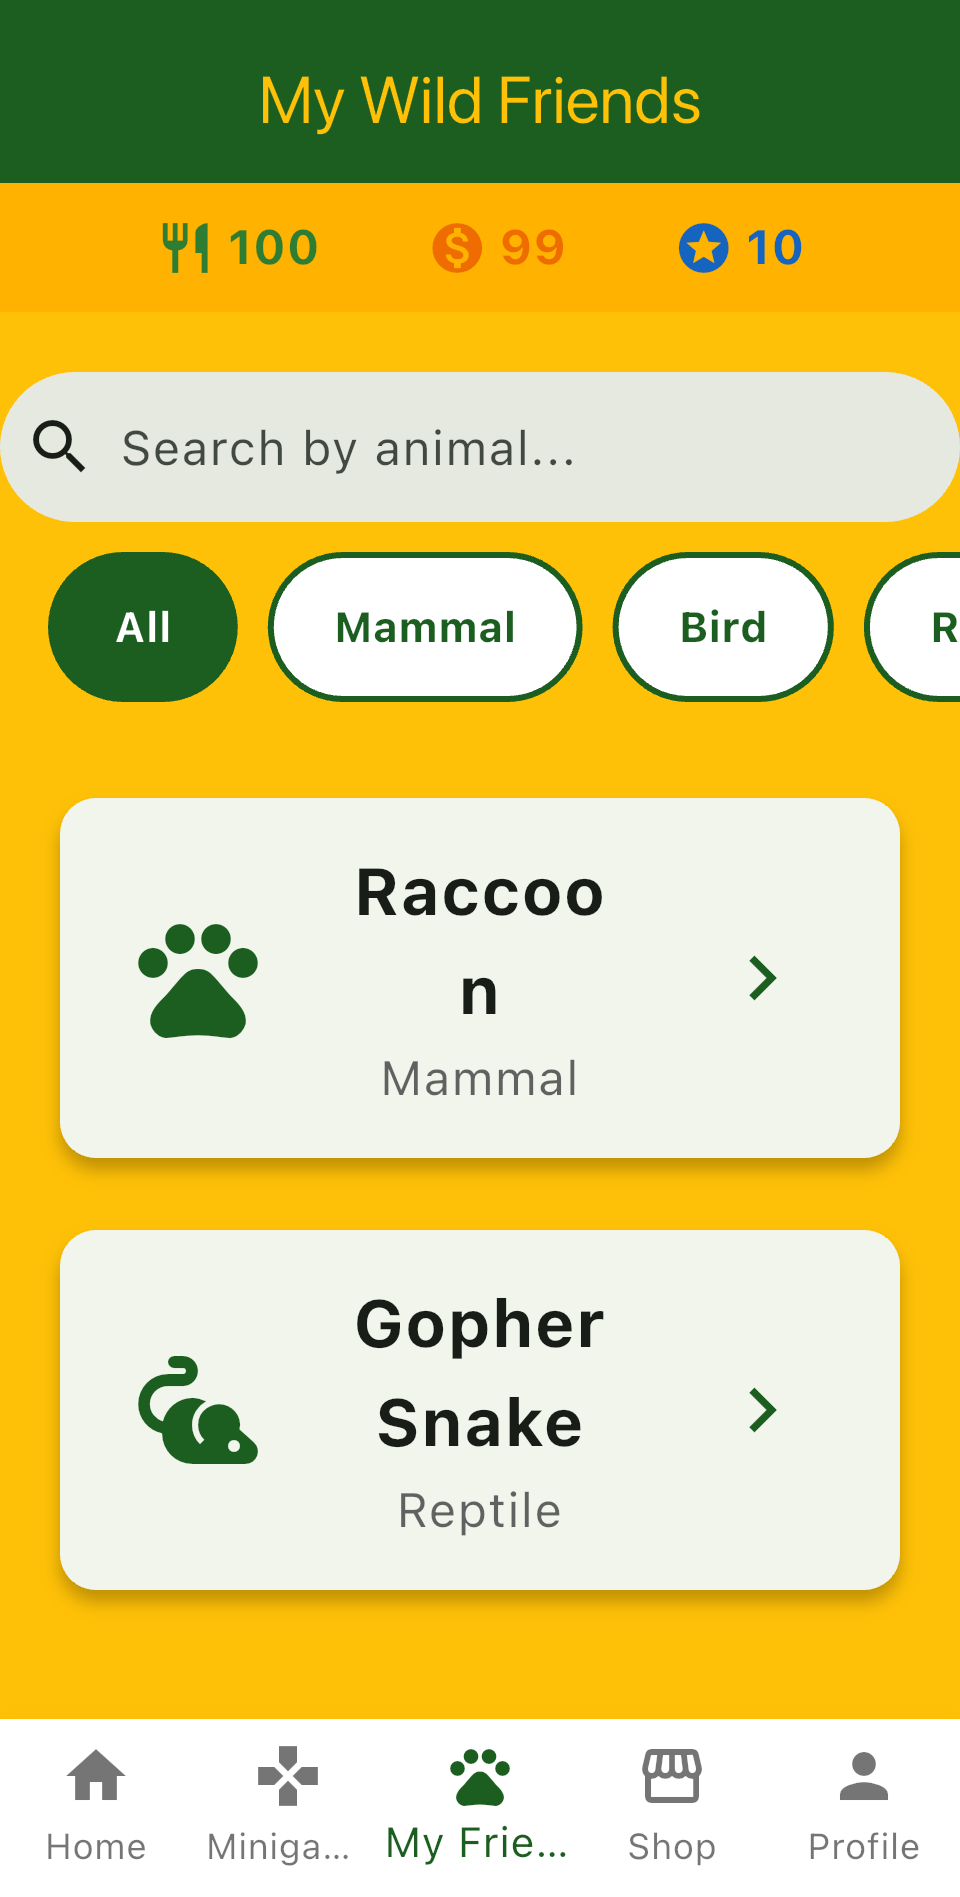 My Wild Friends
100 99 10
Search by animal...
All Mammal Bird R
Raccoo
n
Mammal
Gopher
Snake
Reptile
Home Miniga... My Frie... Shop Profile